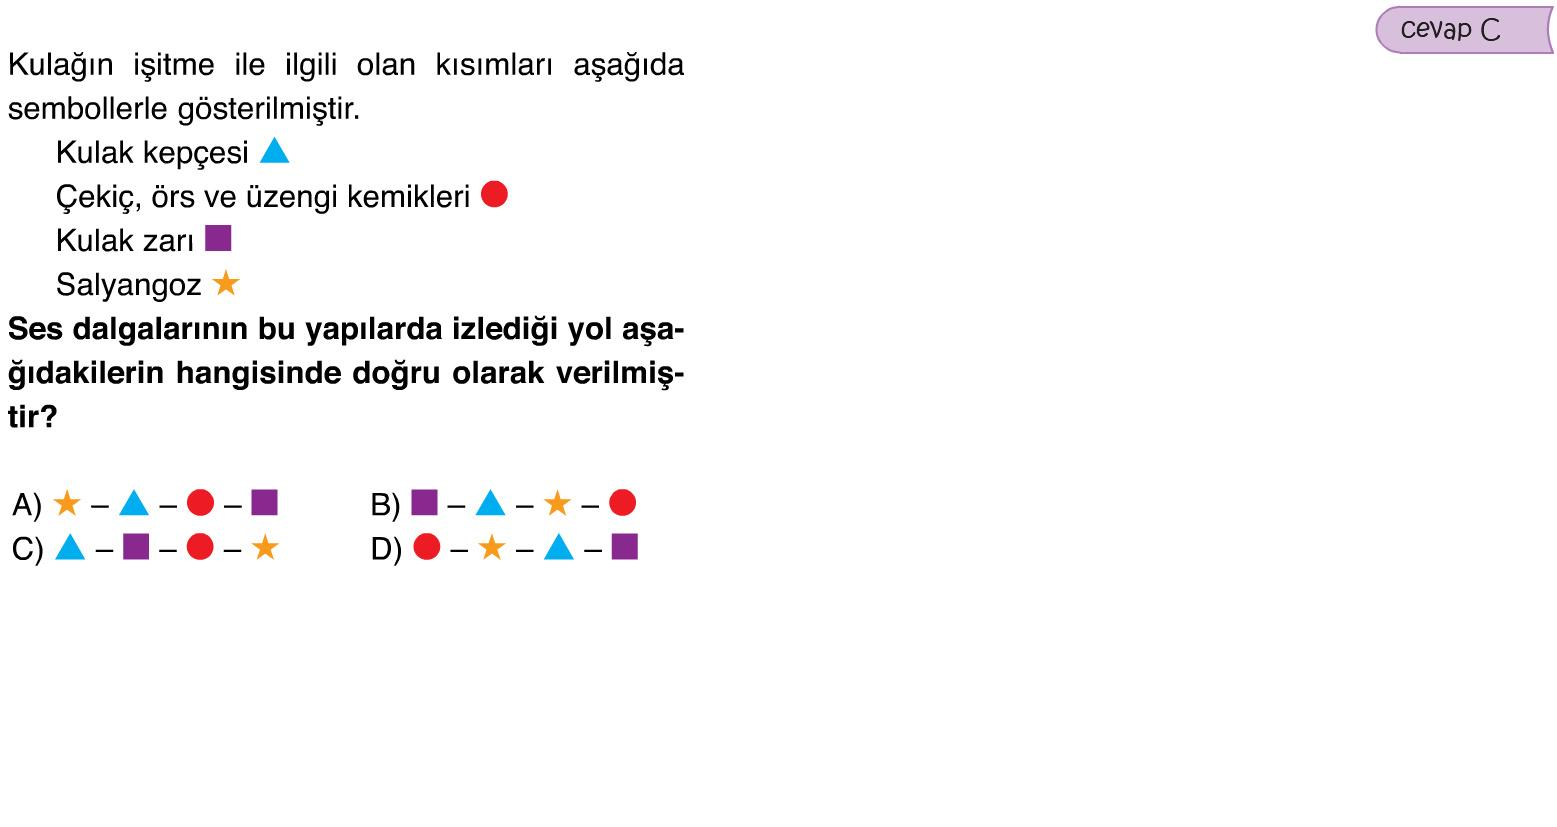 cevap C
Kulağın işitme ile ilgili olan kısımları aşağıda
sembollerle gösterilmiştir.
Kulak kepçesi ▲
Çekiç, örs ve üzengi kemikleri ●
Kulak zarı ■
Salyangoz ★
Ses dalgalarının bu yapılarda izlediği yol aşa-
ğıdakilerin hangisinde doğru olarak verilmiş-
tir?
A) ★ – ▲ – ● – ■ B) ■ – ▲ – ★ – ●
C) ▲ – ■ – ● – ★ D) ● – ★ – ▲ – ■